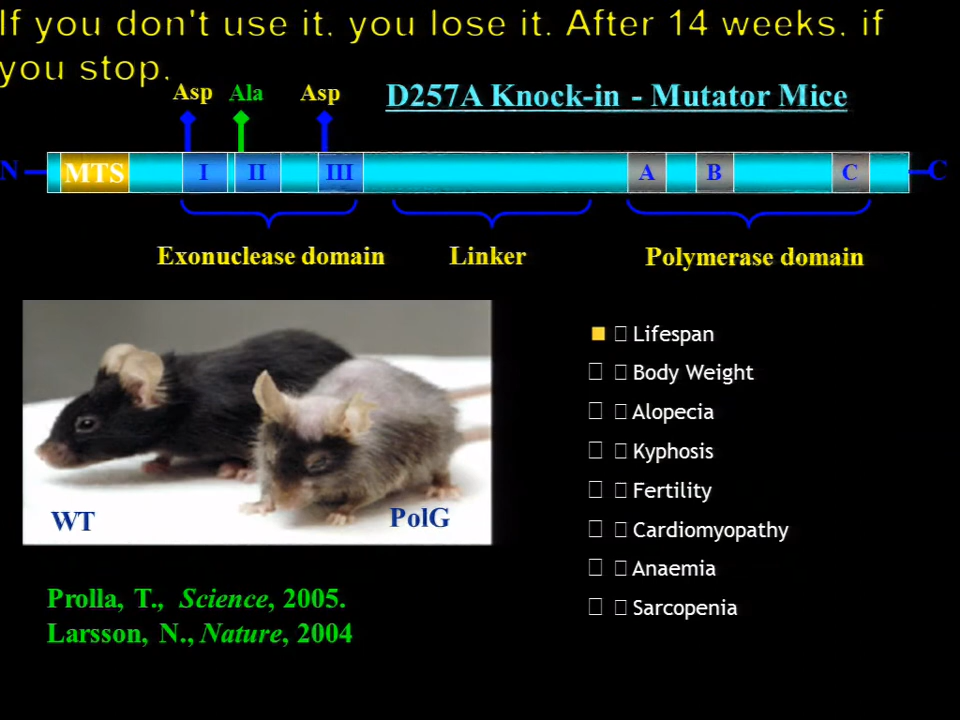 If you don't use it, you lose it. After 14 weeks, if
you stop.
Asp Ala Asp D257A Knock-in - Mutator Mice
N MTS I II III A B C C
Exonuclease domain Linker Polymerase domain
Lifespan
Body Weight
Alopecia
Kyphosis
Fertility
Cardiomyopathy
Anaemia
Sarcopenia
WT PolG
Prolla, T., Science, 2005.
Larsson, N., Nature, 2004